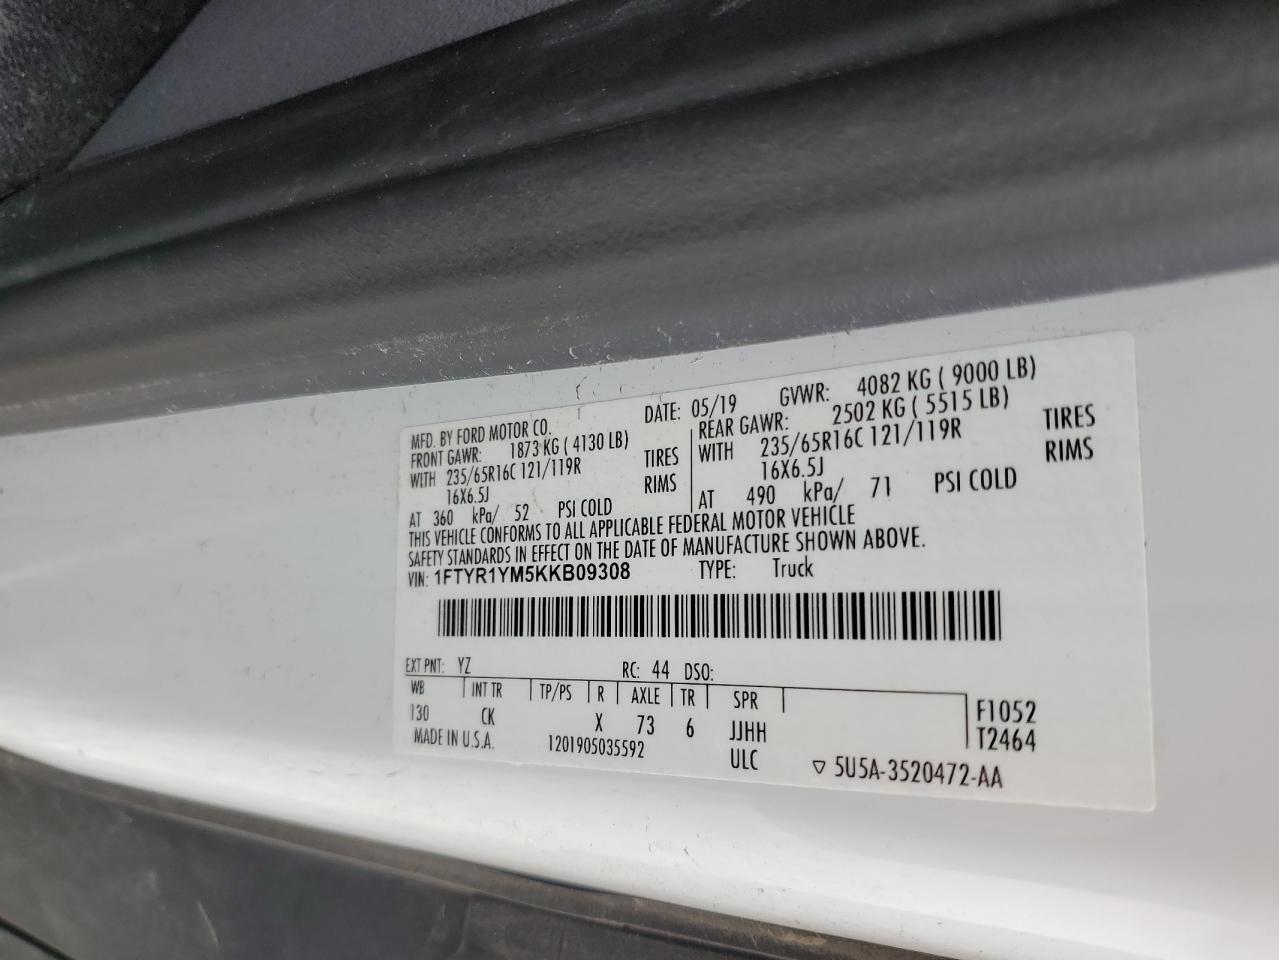 MFD. BY FORD MOTOR CO.
DATE: 05/19 GVWR: 4082 KG ( 9000 LB)
FRONT GAWR: 1873 KG ( 4130 LB)
REAR GAWR: 2502 KG ( 5515 LB)
WITH 235/65R16C 121/119R TIRES
WITH 235/65R16C 121/119R TIRES
16X6.5J RIMS
16X6.5J RIMS
AT 360 kPa/ 52 PSI COLD
AT 490 kPa/ 71 PSI COLD
THIS VEHICLE CONFORMS TO ALL APPLICABLE FEDERAL MOTOR VEHICLE
SAFETY STANDARDS IN EFFECT ON THE DATE OF MANUFACTURE SHOWN ABOVE.
VIN: 1FTYR1YM5KKB09308 TYPE: Truck
EXT PNT: YZ RC: 44 DSO:
WB INT TR TP/PS R AXLE TR SPR
130 CK X 73 6 JJHH
F1052
T2464
MADE IN U.S.A. 1201905035592 ULC ▽ 5U5A-3520472-AA